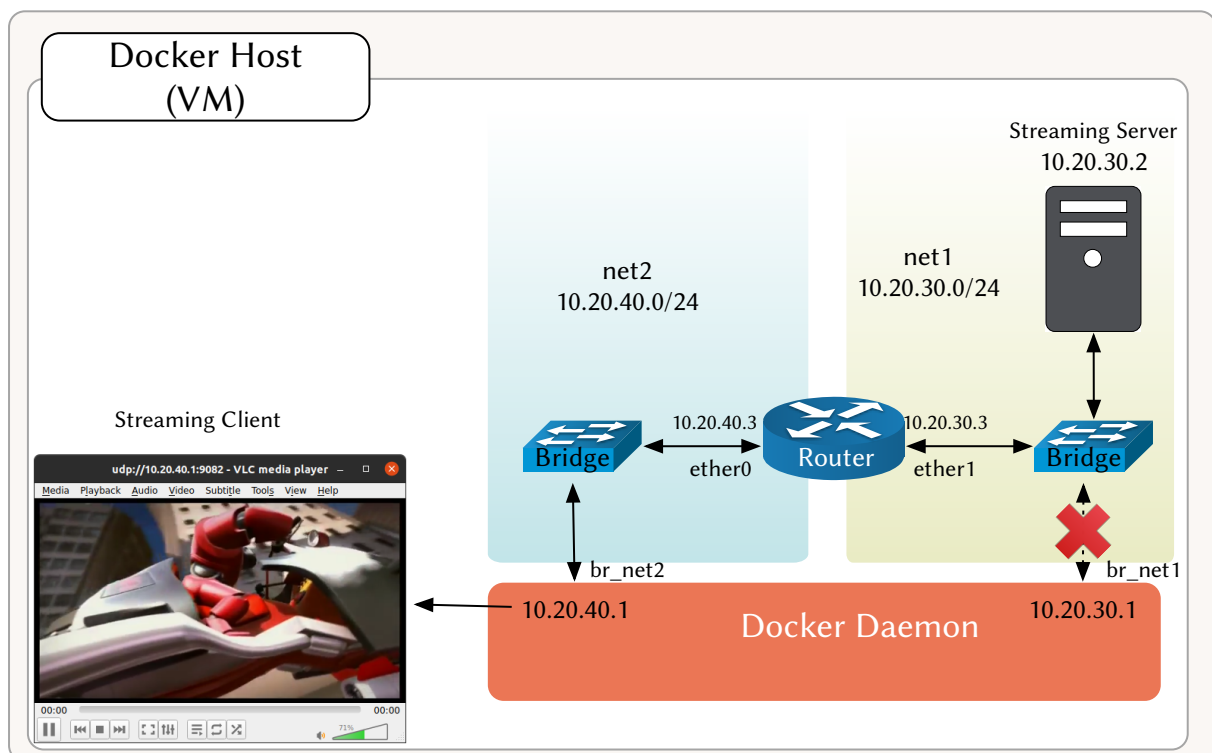 Docker Host
(VM)
Streaming Server
10.20.30.2
net2
10.20.40.0/24
net1
10.20.30.0/24
Streaming Client
10.20.40.3
ether0
Router
10.20.30.3
ether1
Bridge
Bridge
udp://10.20.40.1:9082 - VLC media player
Media Playback Audio Video Subtitle Tools View Help
00:00
00:00
71%
br_net2
br_net1
10.20.40.1
10.20.30.1
Docker Daemon